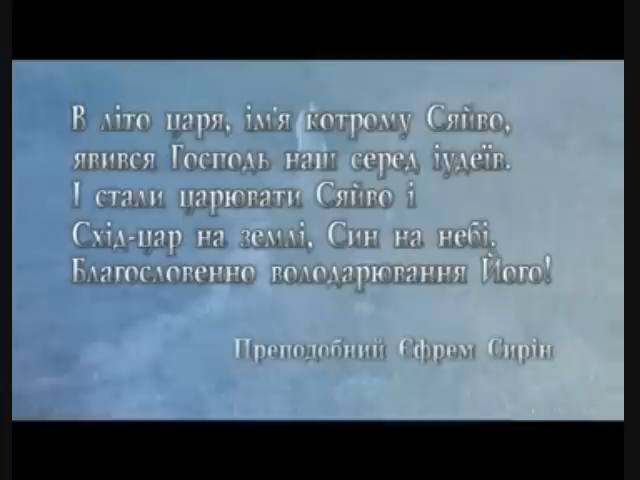 В літо царя, ім'я котрому Сяйво,
явився Господь наш серед іудеїв.
І стали царювати Сяйво і
Схід-цар на землі, Син на небі.
Благословенно володарювання Його!
Преподобний Єфрем Сирін